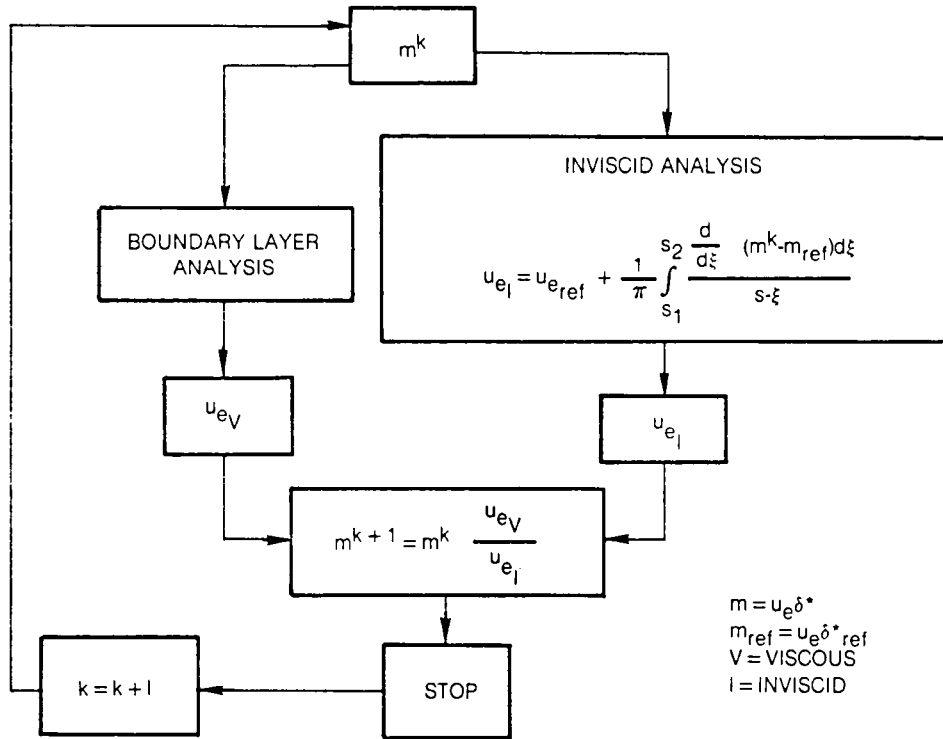 m^k
INVISCID ANALYSIS
u_{e_I} = u_{e_{ref}} + \frac{1}{\pi} \int_{s_1}^{s_2} \frac{\frac{d}{d\xi} (m^k - m_{ref}) d\xi}{s - \xi}
BOUNDARY LAYER
ANALYSIS
u_{e_V}
u_{e_I}
m^{k+1} = m^k \frac{u_{e_V}}{u_{e_I}}
m = u_e δ*
m_{ref} = u_e δ*_{ref}
V = VISCOUS
I = INVISCID
k = k + I
STOP